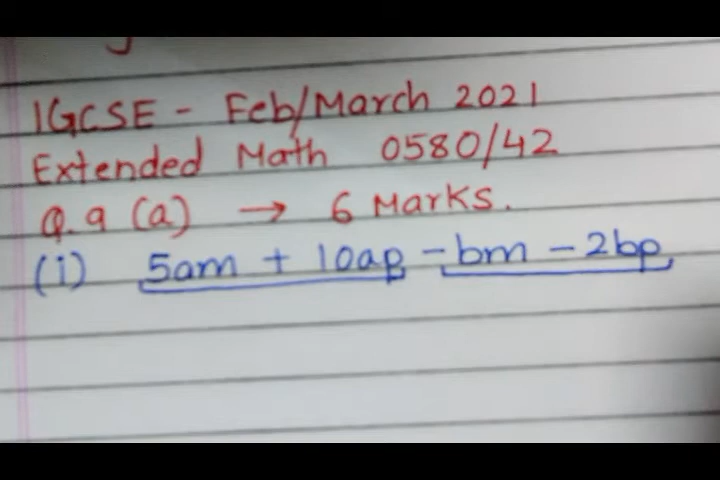 IGCSE - Feb/March 2021
Extended Math 0580/42
Q.9 (a) → 6 Marks.
(i) 5am + 10ap - bm - 2bp